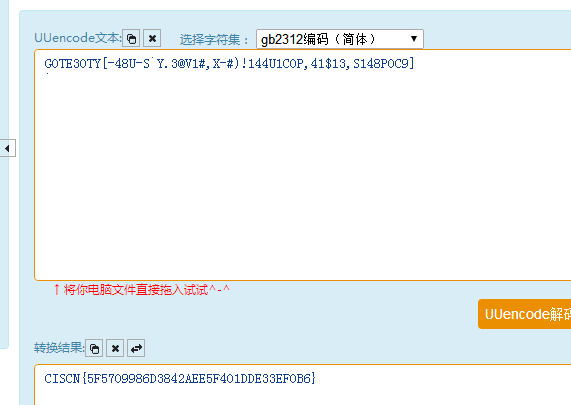 UUencode文本:
选择字符集：
gb2312编码（简体）
G0TE30TY[-48U-S`Y.3@V1#,X-#)!144U1C0P,41$13,S148P0C9]
`
↑将你电脑文件直接拖入试试^-^
UUencode解码
转换结果:
CISCN{5F5709986D3842AEE5F401DDE33EF0B6}